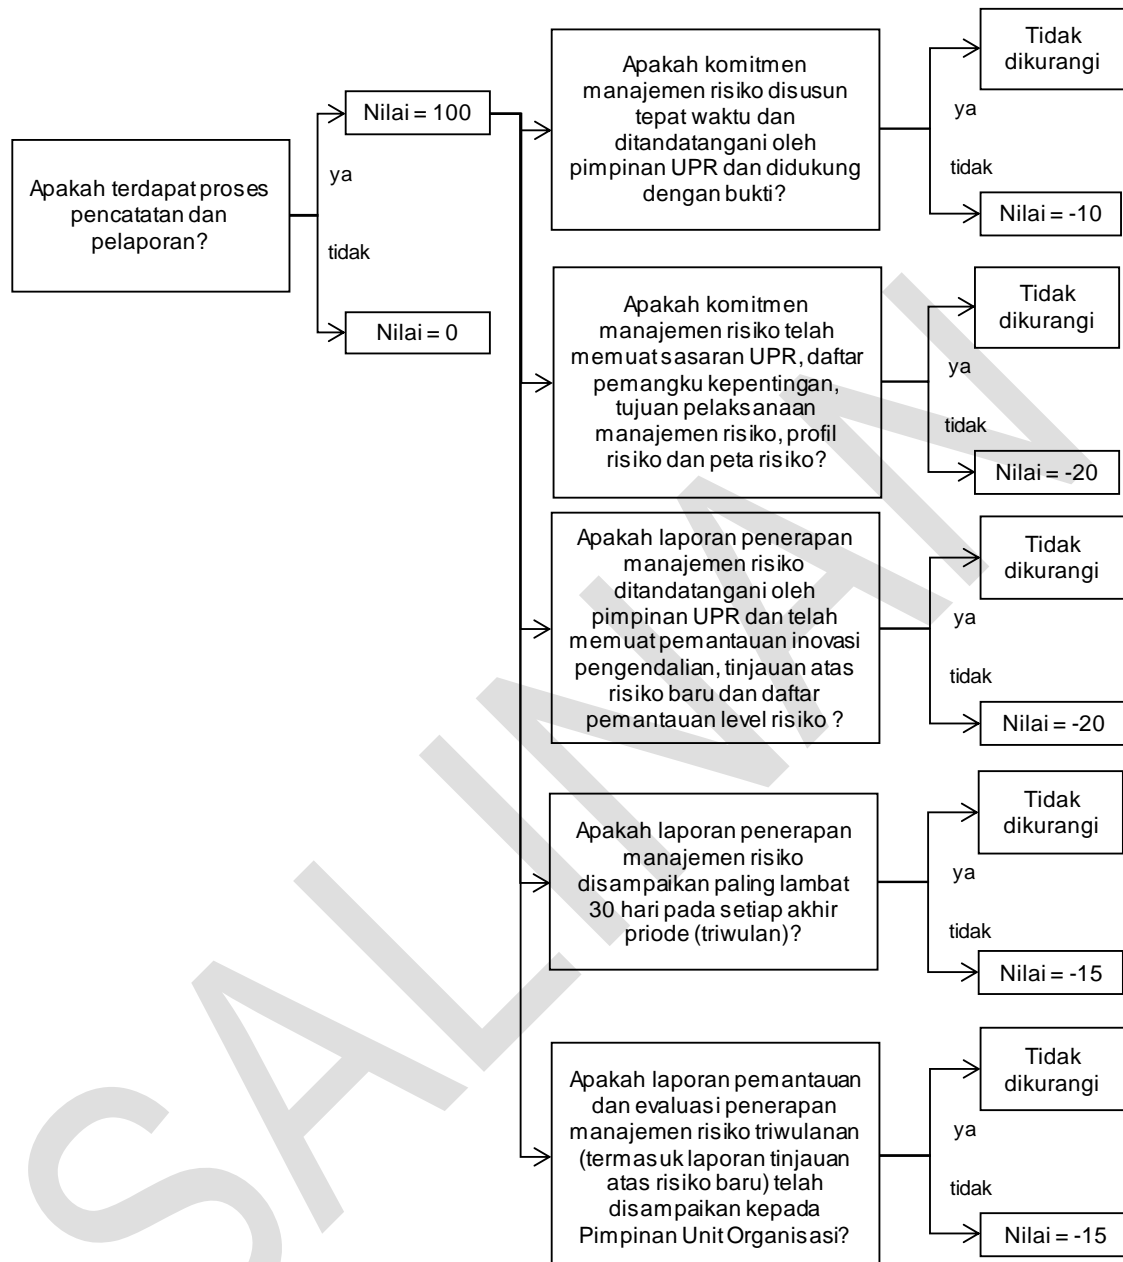 Apakah terdapat proses
pencatatan dan
pelaporan?
ya
tidak
Nilai = 100
Nilai = 0
Apakah komitmen
manajemen risiko disusun
tepat waktu dan
ditandatangani oleh
pimpinan UPR dan didukung
dengan bukti?
Tidak
dikurangi
ya
tidak
Nilai = -10
Apakah komitmen
manajemen risiko telah
memuat sasaran UPR, daftar
pemangku kepentingan,
tujuan pelaksanaan
manajemen risiko, profil
risiko dan peta risiko?
Tidak
dikurangi
ya
tidak
Nilai = -20
Apakah laporan penerapan
manajemen risiko
ditandatangani oleh
pimpinan UPR dan telah
memuat pemantauan inovasi
pengendalian, tinjauan atas
risiko baru dan daftar
pemantauan level risiko ?
Tidak
dikurangi
ya
tidak
Nilai = -20
Apakah laporan penerapan
manajemen risiko
disampaikan paling lambat
30 hari pada setiap akhir
priode (triwulan)?
Tidak
dikurangi
ya
tidak
Nilai = -15
Apakah laporan pemantauan
dan evaluasi penerapan
manajemen risiko triwulanan
(termasuk laporan tinjauan
atas risiko baru) telah
disampaikan kepada
Pimpinan Unit Organisasi?
Tidak
dikurangi
ya
tidak
Nilai = -15
SALINAN